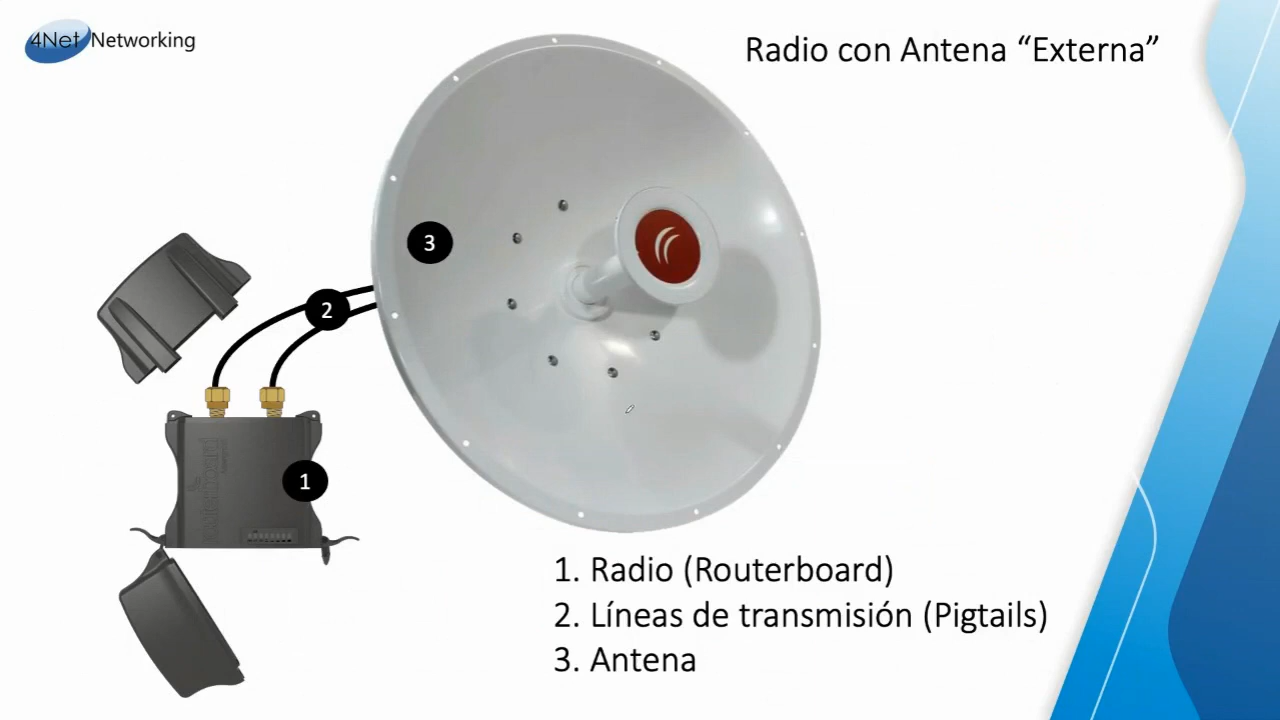 4Net Networking
Radio con Antena “Externa”
3
2
1
routerboard
1. Radio (Routerboard)
2. Líneas de transmisión (Pigtails)
3. Antena